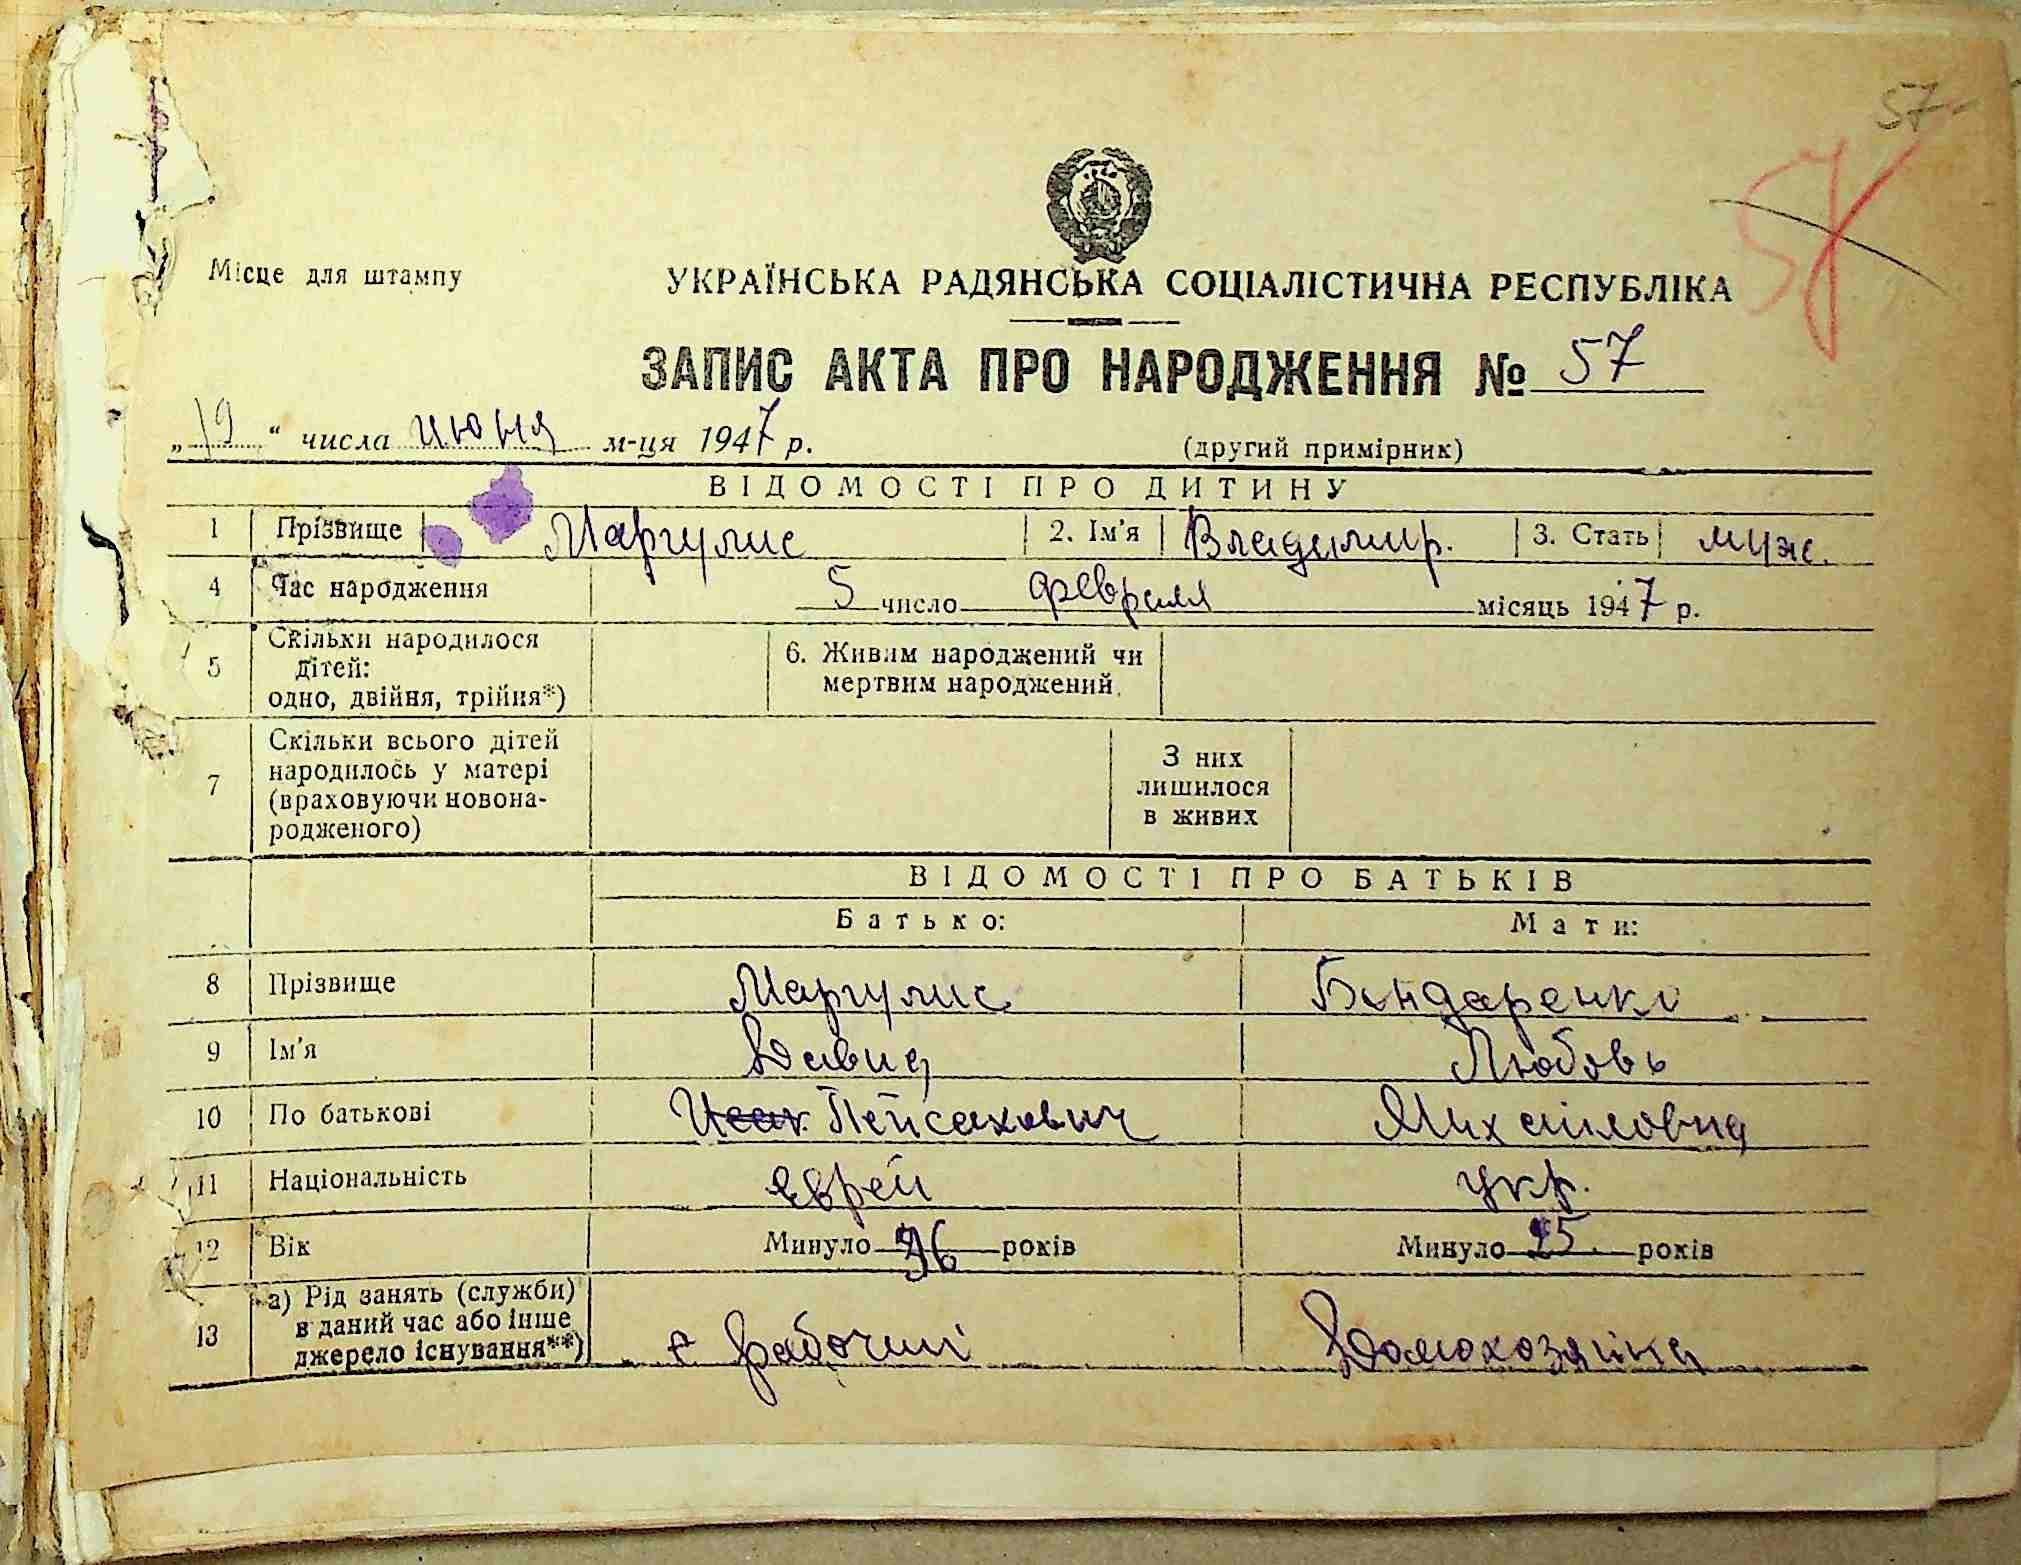 57
57
Місце для штампу
УКРАЇНСЬКА РАДЯНСЬКА СОЦІАЛІСТИЧНА РЕСПУБЛІКА
ЗАПИС АКТА ПРО НАРОДЖЕННЯ № 57
„19“ числа июня м-ця 1947 р. (другий примірник)
ВІДОМОСТІ ПРО ДИТИНУ
1 Прізвище Маргулис 2. Ім'я Владимир. 3. Стать муж.
4 Час народження 5 число февраля місяць 1947 р.
5 Скільки народилося
дітей:
одно, двійня, трійня*)
6. Живим народжений чи
мертвим народжений.
7 Скільки всього дітей
народилось у матері
(враховуючи новона-
родженого)
З них
лишилося
в живих
ВІДОМОСТІ ПРО БАТЬКІВ
Батько: Мати:
8 Прізвище Маргулис Бондаренко
9 Ім'я Давид Любовь
10 По батькові Исак. Пейсахович Михайловна
11 Національність еврей укр.
12 Вік Минуло 36 років Минуло 25. років
13 а) Рід занять (служби)
в даний час або інше
джерело існування**)
рабочий Домохозяйка